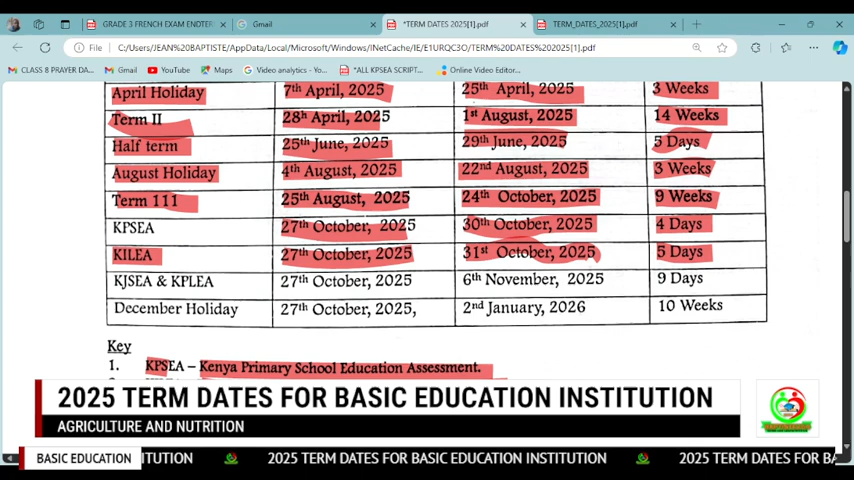 GRADE 3 FRENCH EXAM ENDTER
Gmail
*TERM DATES 2025[1].pdf
TERM_DATES_2025[1].pdf
File
C:/Users/JEAN BAPTISTE/AppData/Local/Microsoft/Windows/INetCache/IE/E1URQC3O/TERM%20DATES%202025[1].pdf
CLASS 8 PRAYER DA...
Gmail
YouTube
Maps
Video analytics - Yo...
*ALL KPSEA SCRIPT...
Online Video Editor...
April Holiday 7th April, 2025 25th April, 2025 3 Weeks
Term II 28h April, 2025 1st August, 2025 14 Weeks
Half term 25th June, 2025 29th June, 2025 5 Days
August Holiday 4th August, 2025 22nd August, 2025 3 Weeks
Term 111 25th August, 2025 24th October, 2025 9 Weeks
KPSEA 27th October, 2025 30th October, 2025 4 Days
KILEA 27th October, 2025 31st October, 2025 5 Days
KJSEA & KPLEA 27th October, 2025 6th November, 2025 9 Days
December Holiday 27th October, 2025, 2nd January, 2026 10 Weeks
Key
1. KPSEA – Kenya Primary School Education Assessment.
2025 TERM DATES FOR BASIC EDUCATION INSTITUTION
AGRICULTURE AND NUTRITION
BASIC EDUCATION
ITUTION 2025 TERM DATES FOR BASIC EDUCATION INSTITUTION 2025 TERM DATES FOR BA